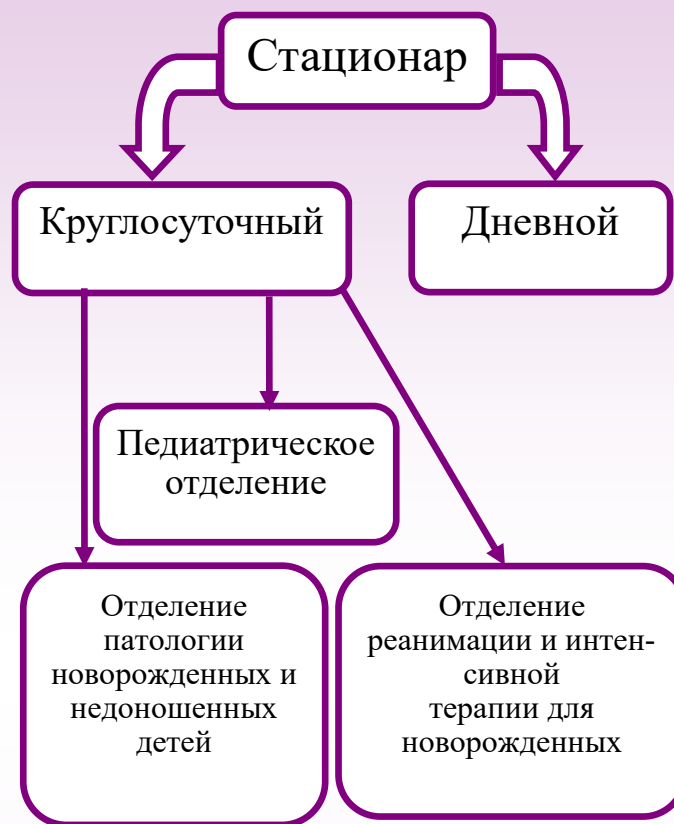 Стационар
Круглосуточный
Дневной
Педиатрическое
отделение
Отделение
патологии
новорожденных и
недоношенных
детей
Отделение
реанимации и интен-
сивной
терапии для
новорожденных